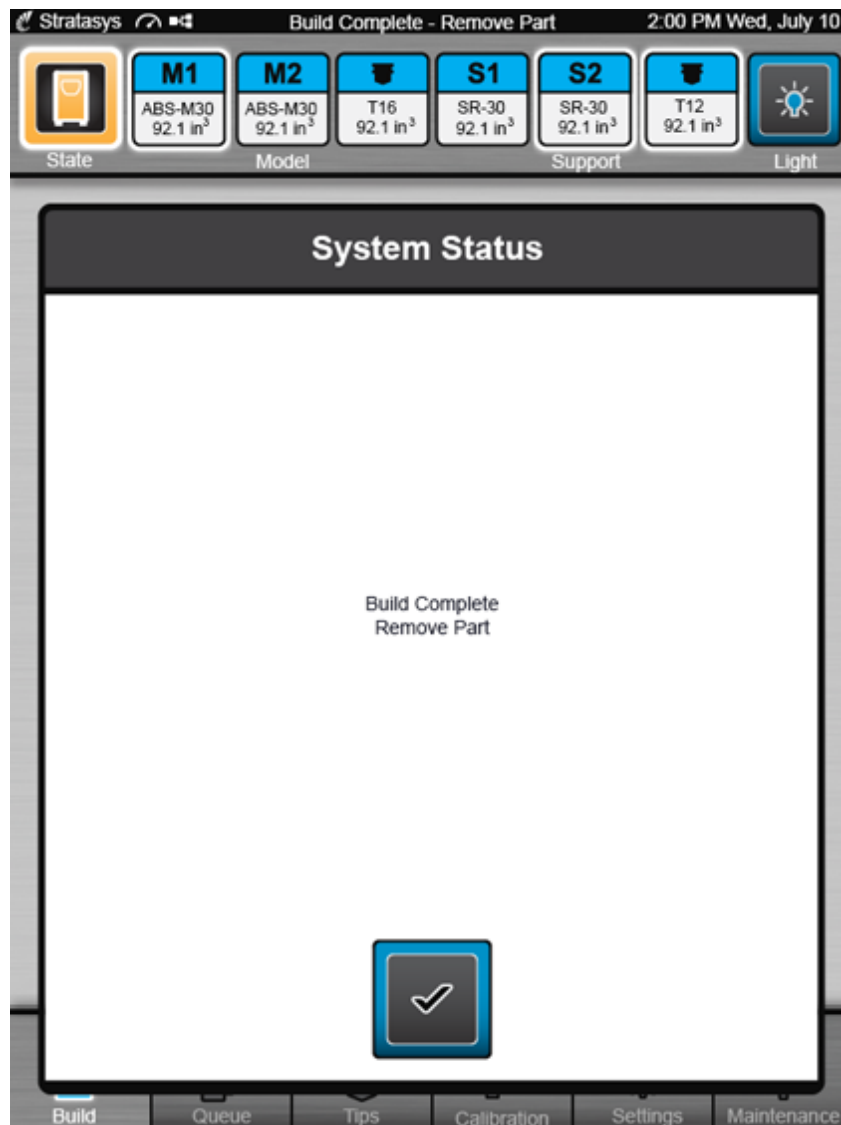 Stratasys Build Complete - Remove Part 2:00 PM Wed, July 10
M1 M2 S1 S2
ABS-M30 ABS-M30 T16 SR-30 SR-30 T12
92.1 in³ 92.1 in³ 92.1 in³ 92.1 in³ 92.1 in³ 92.1 in³
State Model Support Light
System Status
Build Complete
Remove Part
Build Queue Tips Calibration Settings Maintenance